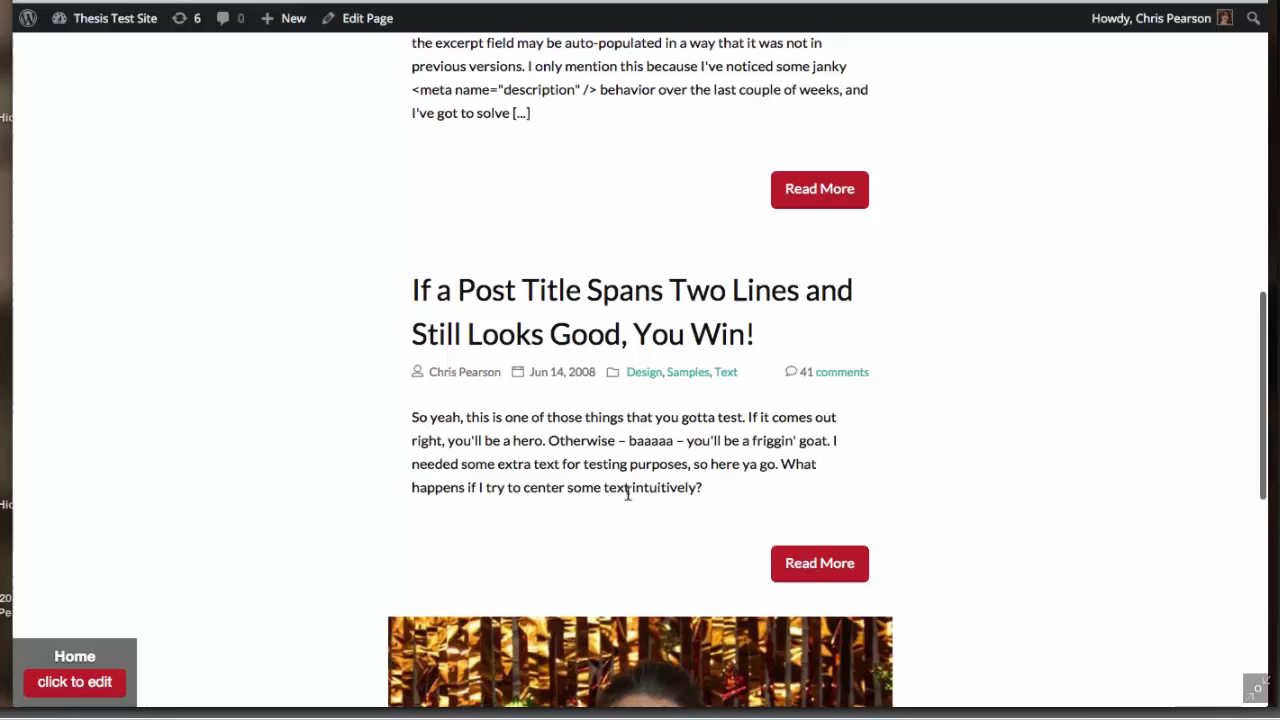 Thesis Test Site 6 0 New Edit Page Howdy, Chris Pearson
the excerpt field may be auto-populated in a way that it was not in
previous versions. I only mention this because I've noticed some janky
<meta name="description" /> behavior over the last couple of weeks, and
I've got to solve [...]
Read More
If a Post Title Spans Two Lines and
Still Looks Good, You Win!
Chris Pearson Jun 14, 2008 Design, Samples, Text 41 comments
So yeah, this is one of those things that you gotta test. If it comes out
right, you'll be a hero. Otherwise – baaaaa – you'll be a friggin' goat. I
needed some extra text for testing purposes, so here ya go. What
happens if I try to center some text intuitively?
Read More
Home
click to edit